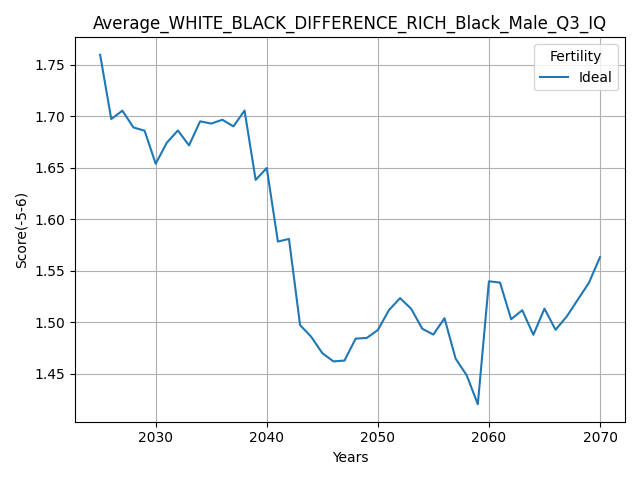 Average_WHITE_BLACK_DIFFERENCE_RICH_Black_Male_Q3_IQ
Fertility
Ideal
Score(-5-6)
1.75
1.70
1.65
1.60
1.55
1.50
1.45
2030 2040 2050 2060 2070
Years